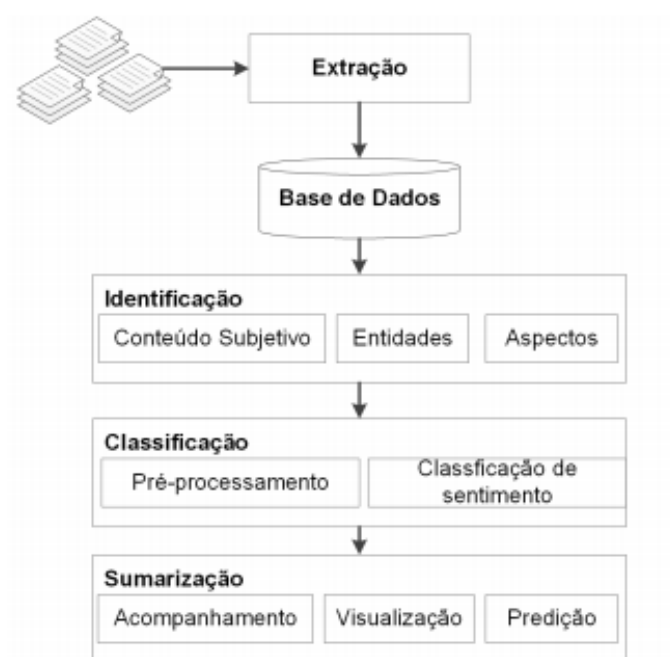 Extração
Base de Dados
Identificação
Conteúdo Subjetivo Entidades Aspectos
Classificação
Pré-processamento Classficação de
sentimento
Sumarização
Acompanhamento Visualização Predição